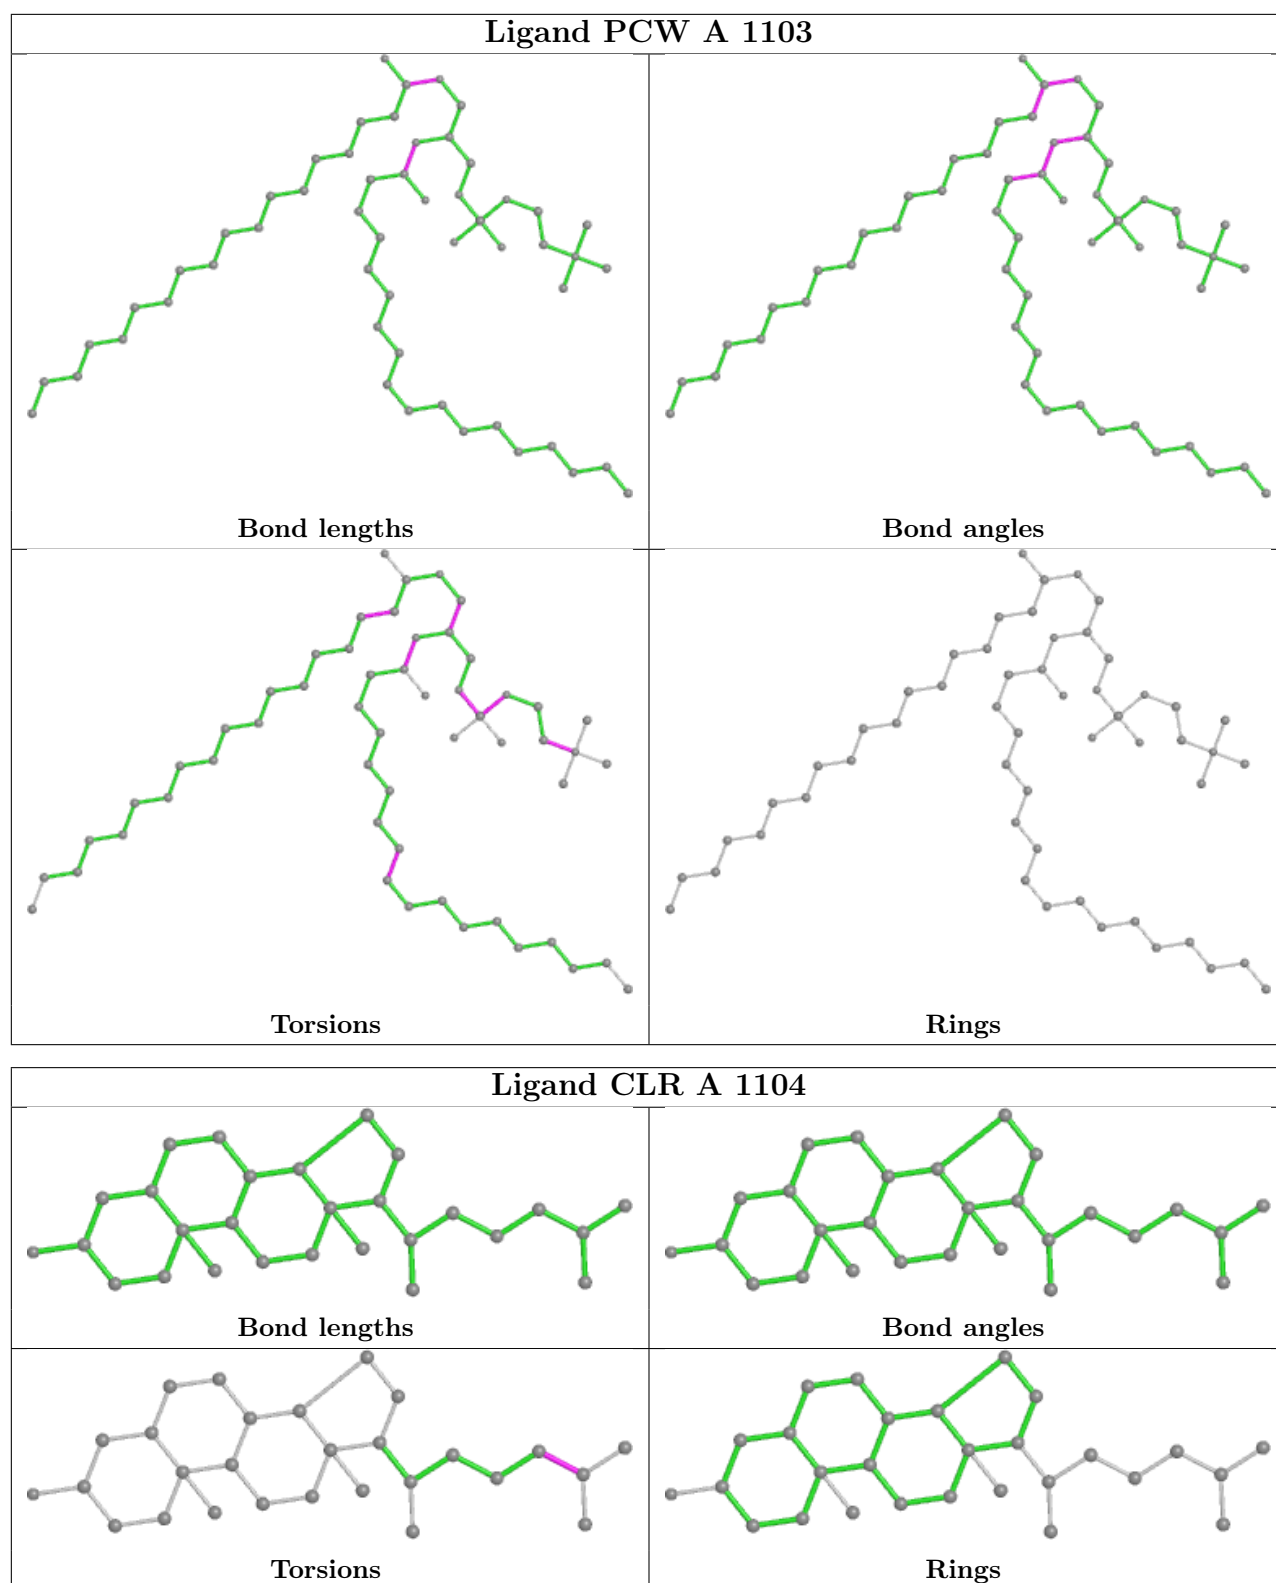 Ligand PCW A 1103
Bond lengths
Bond angles
Torsions
Rings
Ligand CLR A 1104
Bond lengths
Bond angles
Torsions
Rings